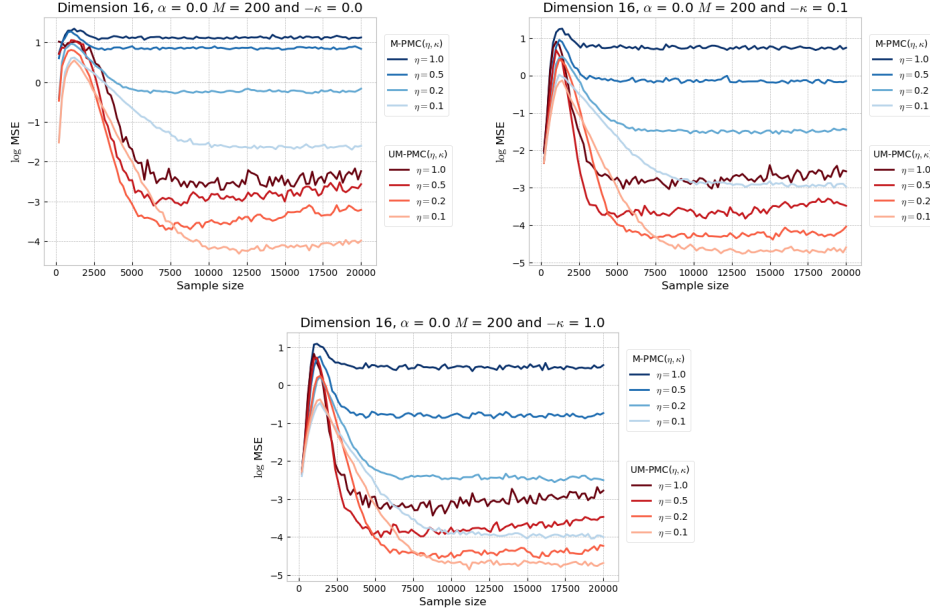 Dimension 16, α = 0.0 M = 200 and −κ = 0.0
log MSE
1
0
−1
−2
−3
−4
0 2500 5000 7500 10000 12500 15000 17500 20000
Sample size
M-PMC(η, κ)
η = 1.0
η = 0.5
η = 0.2
η = 0.1
UM-PMC(η, κ)
η = 1.0
η = 0.5
η = 0.2
η = 0.1
Dimension 16, α = 0.0 M = 200 and −κ = 0.1
log MSE
1
0
−1
−2
−3
−4
−5
0 2500 5000 7500 10000 12500 15000 17500 20000
Sample size
M-PMC(η, κ)
η = 1.0
η = 0.5
η = 0.2
η = 0.1
UM-PMC(η, κ)
η = 1.0
η = 0.5
η = 0.2
η = 0.1
Dimension 16, α = 0.0 M = 200 and −κ = 1.0
log MSE
1
0
−1
−2
−3
−4
−5
0 2500 5000 7500 10000 12500 15000 17500 20000
Sample size
M-PMC(η, κ)
η = 1.0
η = 0.5
η = 0.2
η = 0.1
UM-PMC(η, κ)
η = 1.0
η = 0.5
η = 0.2
η = 0.1